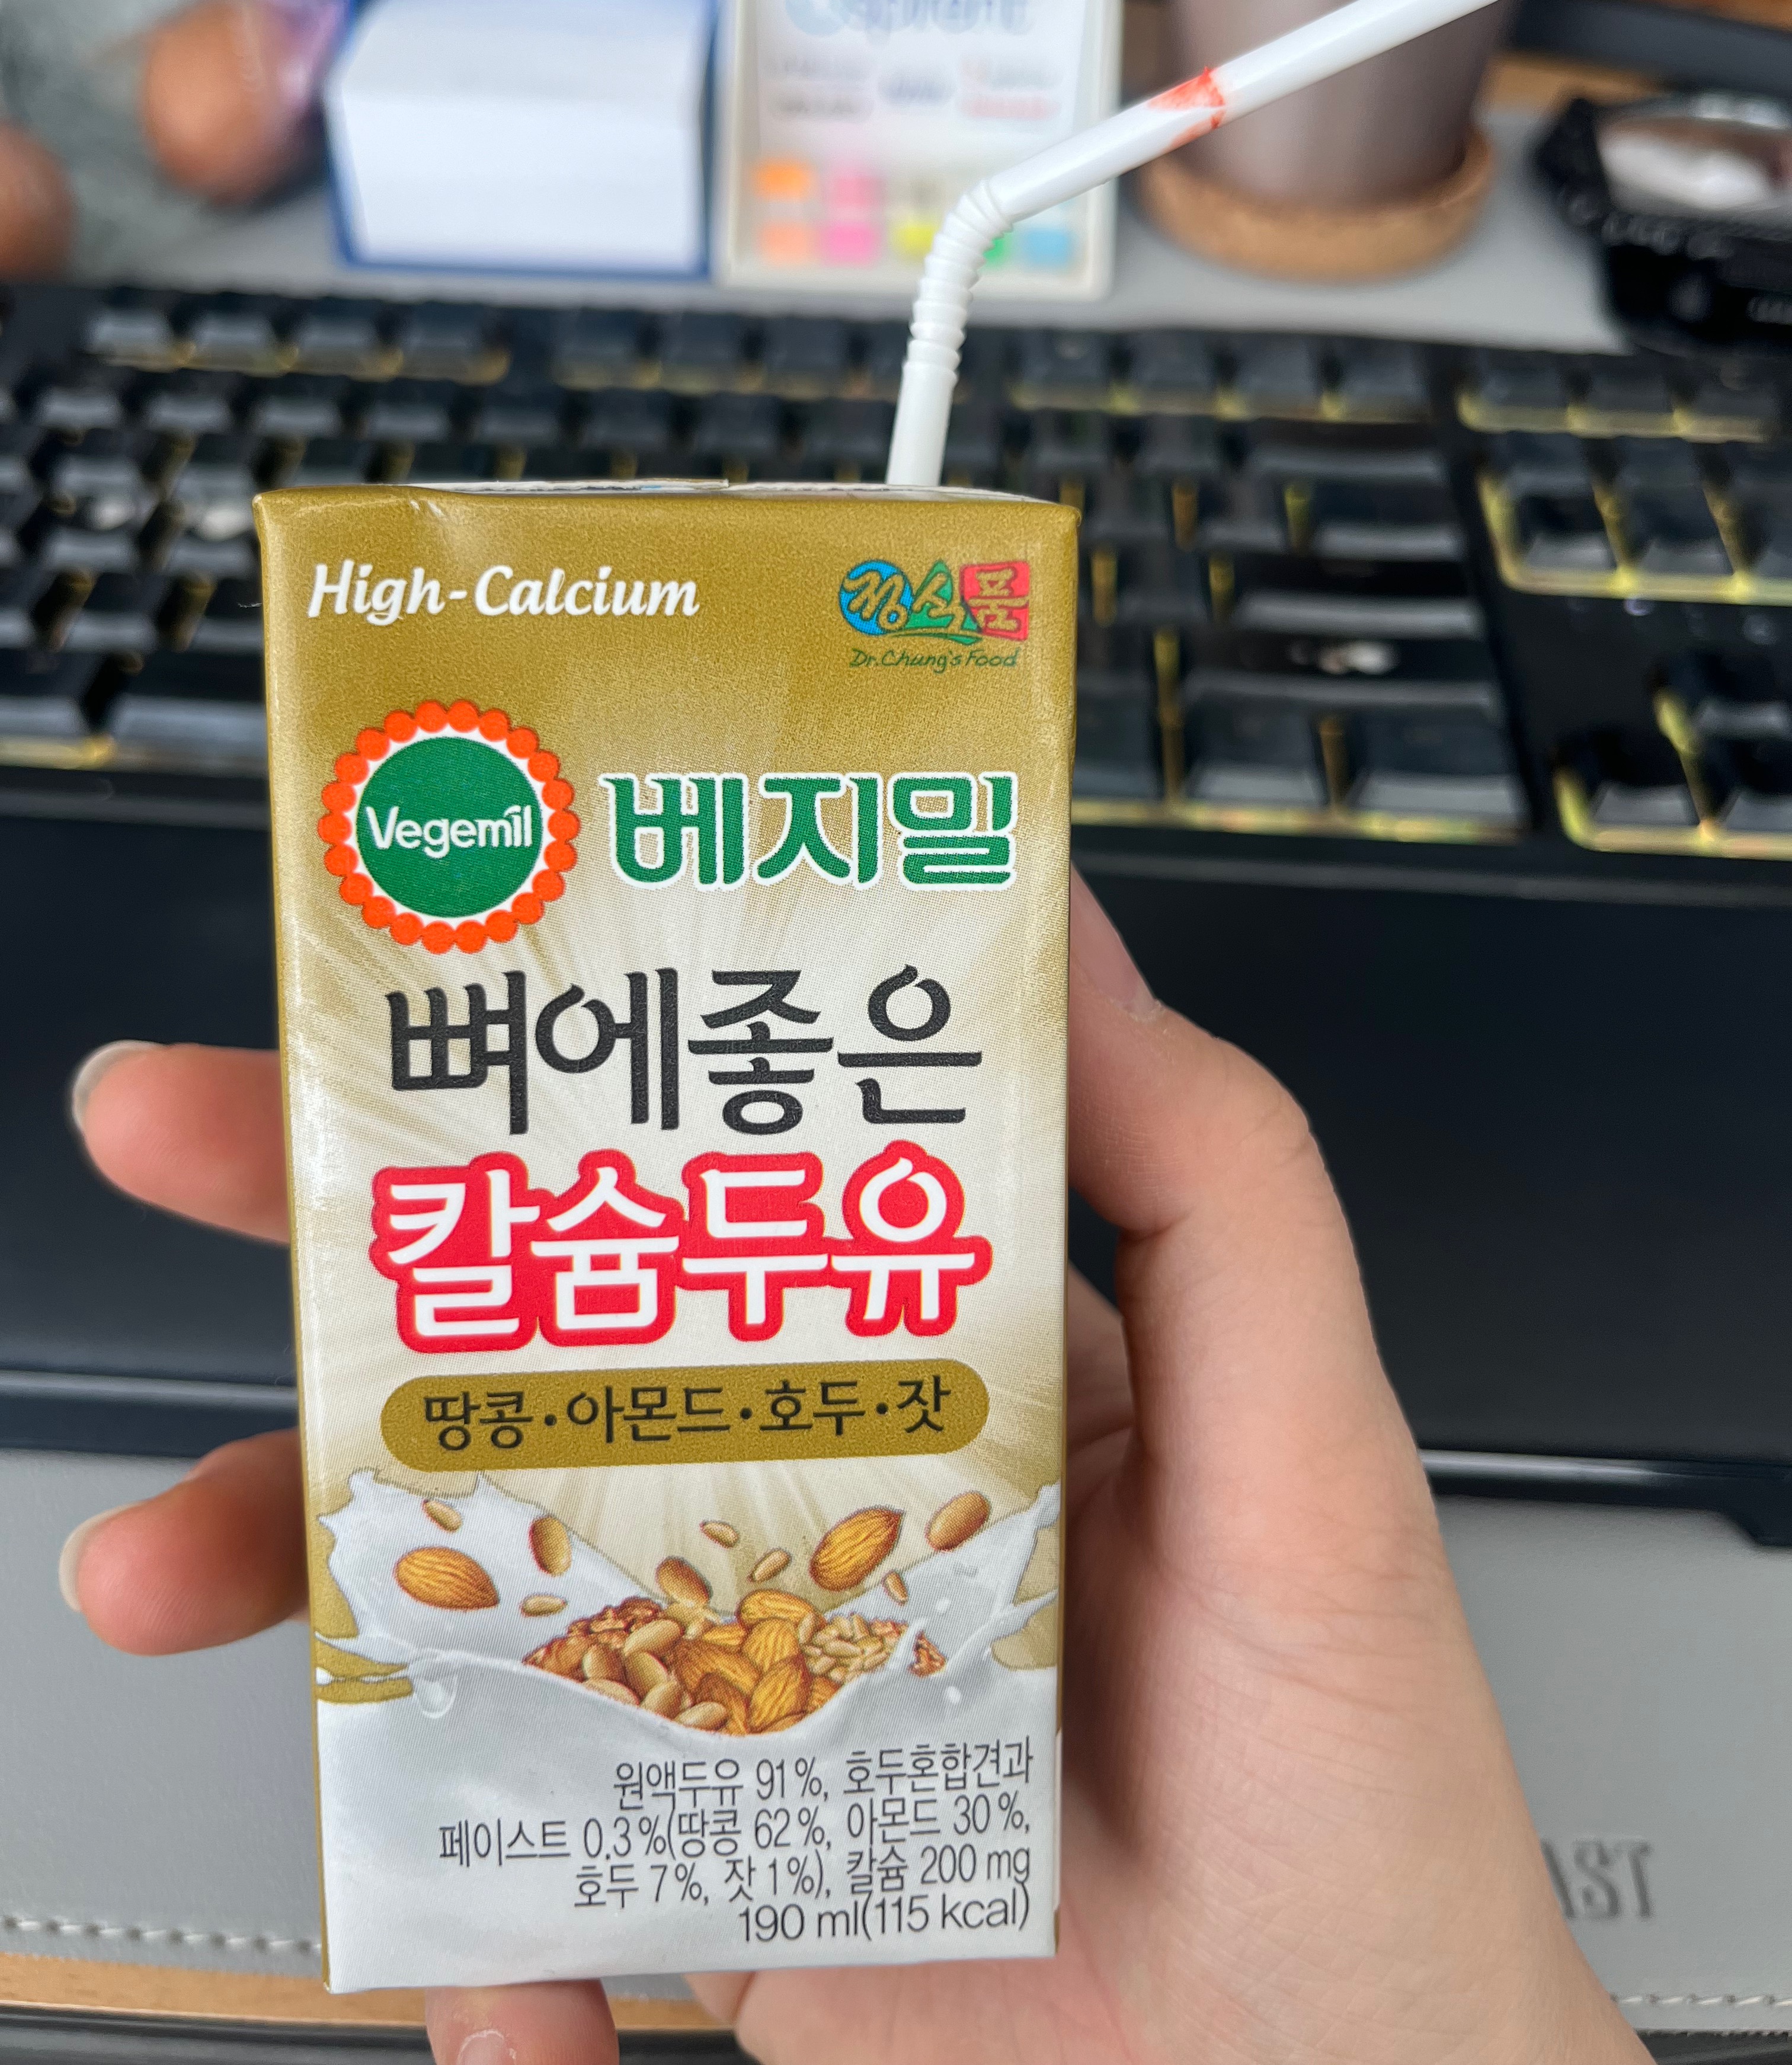 High-Calcium
정식품
Dr.Chung's Food
Vegemil
베지밀
뼈에좋은
칼슘두유
땅콩·아몬드·호두·잣
원액두유 91%, 호두혼합견과
페이스트 0.3%(땅콩 62%, 아몬드 30%,
호두 7%, 잣 1%), 칼슘 200 mg
190 ml(115 kcal)